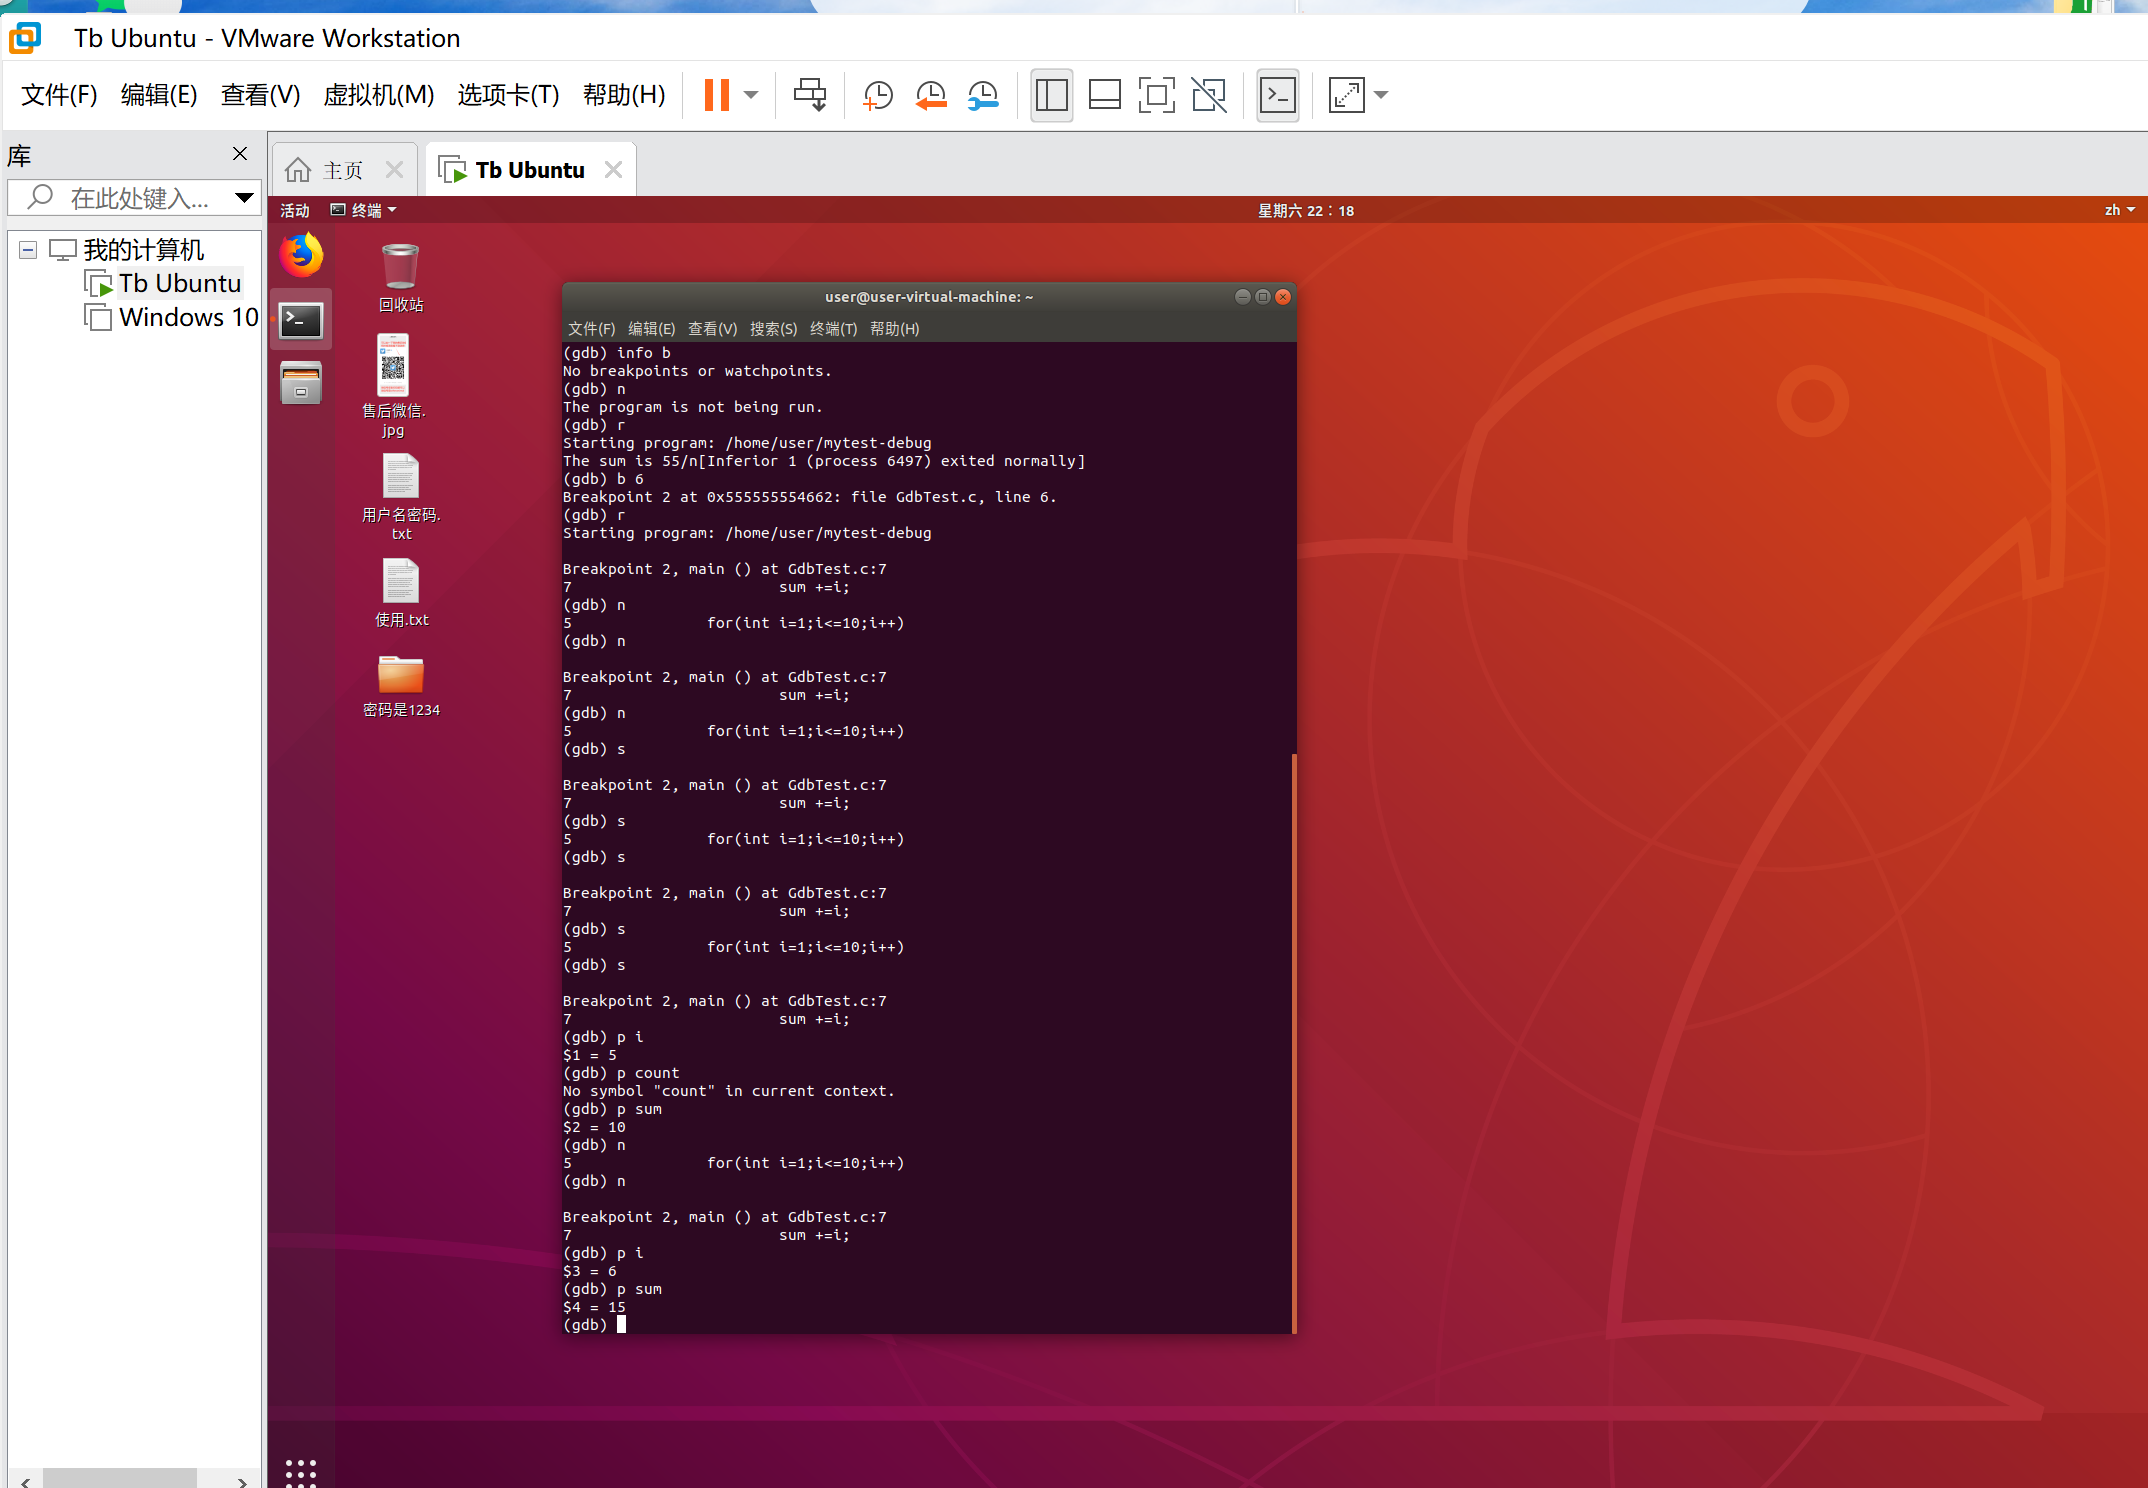 Tb Ubuntu - VMware Workstation
文件(F) 编辑(E) 查看(V) 虚拟机(M) 选项卡(T) 帮助(H)
库
在此处键入...
我的计算机
Tb Ubuntu
Windows 10
主页
Tb Ubuntu
活动 终端 星期六 22：18 zh
回收站
售后微信.
jpg
用户名密码.
txt
使用.txt
密码是1234
user@user-virtual-machine: ~
文件(F) 编辑(E) 查看(V) 搜索(S) 终端(T) 帮助(H)
(gdb) info b
No breakpoints or watchpoints.
(gdb) n
The program is not being run.
(gdb) r
Starting program: /home/user/mytest-debug
The sum is 55/n[Inferior 1 (process 6497) exited normally]
(gdb) b 6
Breakpoint 2 at 0x555555554662: file GdbTest.c, line 6.
(gdb) r
Starting program: /home/user/mytest-debug
Breakpoint 2, main () at GdbTest.c:7
7 sum +=i;
(gdb) n
5 for(int i=1;i<=10;i++)
(gdb) n
Breakpoint 2, main () at GdbTest.c:7
7 sum +=i;
(gdb) n
5 for(int i=1;i<=10;i++)
(gdb) s
Breakpoint 2, main () at GdbTest.c:7
7 sum +=i;
(gdb) s
5 for(int i=1;i<=10;i++)
(gdb) s
Breakpoint 2, main () at GdbTest.c:7
7 sum +=i;
(gdb) s
5 for(int i=1;i<=10;i++)
(gdb) s
Breakpoint 2, main () at GdbTest.c:7
7 sum +=i;
(gdb) p i
$1 = 5
(gdb) p count
No symbol "count" in current context.
(gdb) p sum
$2 = 10
(gdb) n
5 for(int i=1;i<=10;i++)
(gdb) n
Breakpoint 2, main () at GdbTest.c:7
7 sum +=i;
(gdb) p i
$3 = 6
(gdb) p sum
$4 = 15
(gdb)